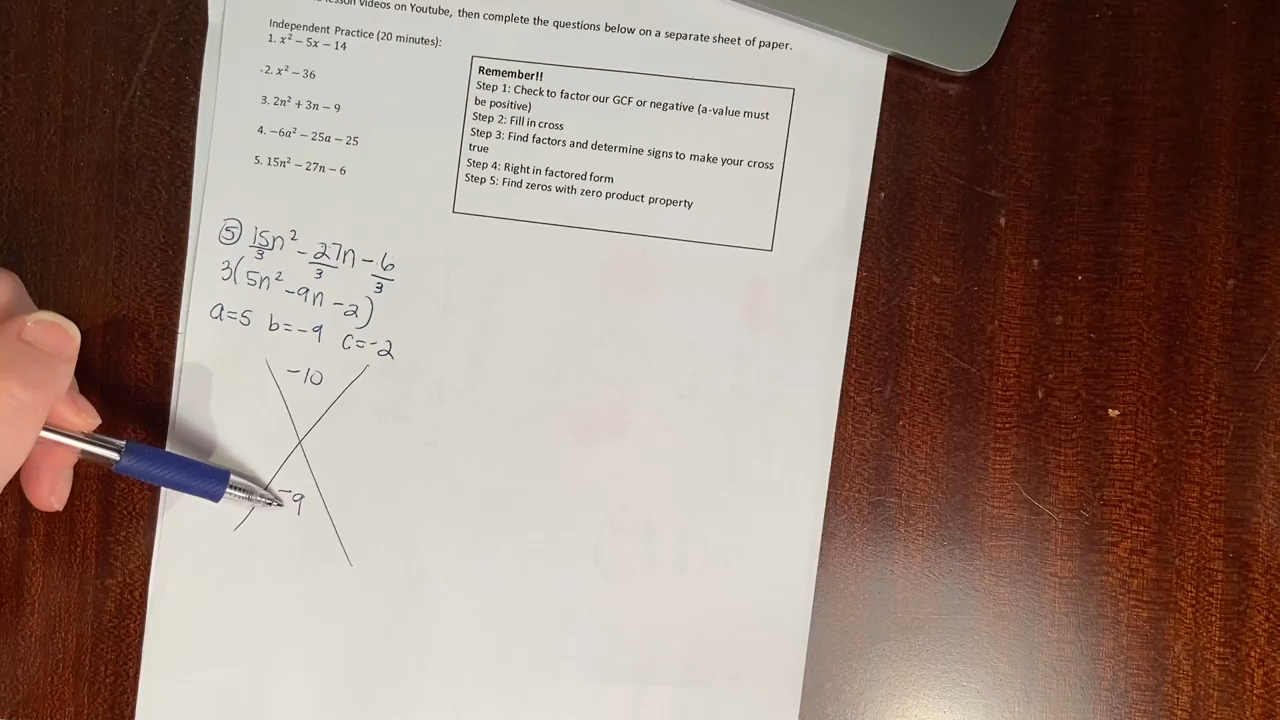 lesson videos on Youtube, then complete the questions below on a separate sheet of paper.
Independent Practice (20 minutes):
1. x² − 5x − 14
2. x² − 36
3. 2n² + 3n − 9
4. −6a² − 25a − 25
5. 15n² − 27n − 6
Remember!!
Step 1: Check to factor our GCF or negative (a-value must
be positive)
Step 2: Fill in cross
Step 3: Find factors and determine signs to make your cross
true
Step 4: Right in factored form
Step 5: Find zeros with zero product property
⑤ 15n² − 27n − 6
3 3 3
3(5n² − 9n − 2)
a=5 b=−9 c=−2
−10
−9